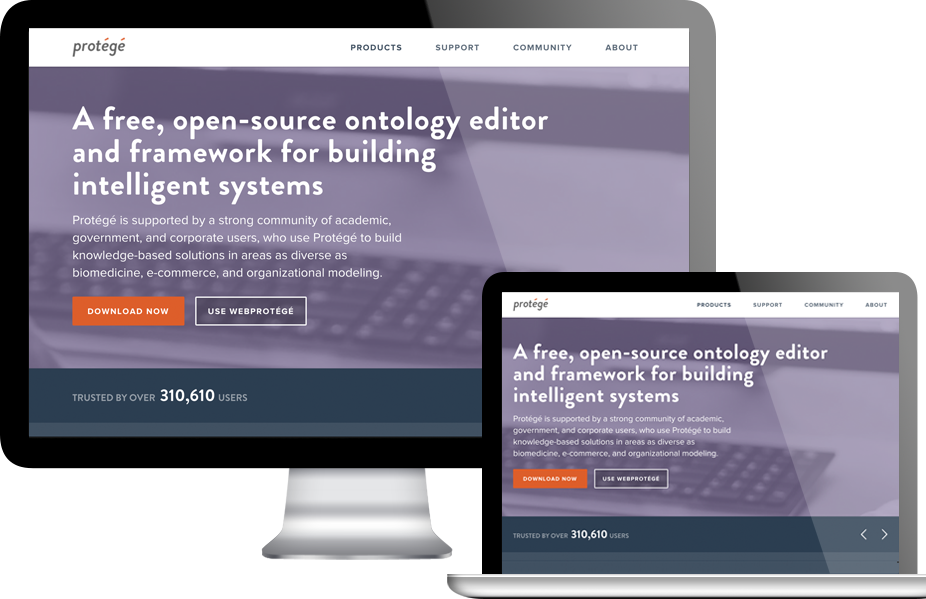 protégé
PRODUCTS SUPPORT COMMUNITY ABOUT
A free, open-source ontology editor
and framework for building
intelligent systems
Protégé is supported by a strong community of academic,
government, and corporate users, who use Protégé to build
knowledge-based solutions in areas as diverse as
biomedicine, e-commerce, and organizational modeling.
DOWNLOAD NOW USE WEBPROTÉGÉ
TRUSTED BY OVER 310,610 USERS
protégé
PRODUCTS SUPPORT COMMUNITY ABOUT
A free, open-source ontology editor
and framework for building
intelligent systems
Protégé is supported by a strong community of academic,
government, and corporate users, who use Protégé to build
knowledge-based solutions in areas as diverse as
biomedicine, e-commerce, and organizational modeling.
DOWNLOAD NOW USE WEBPROTÉGÉ
TRUSTED BY OVER 310,610 USERS